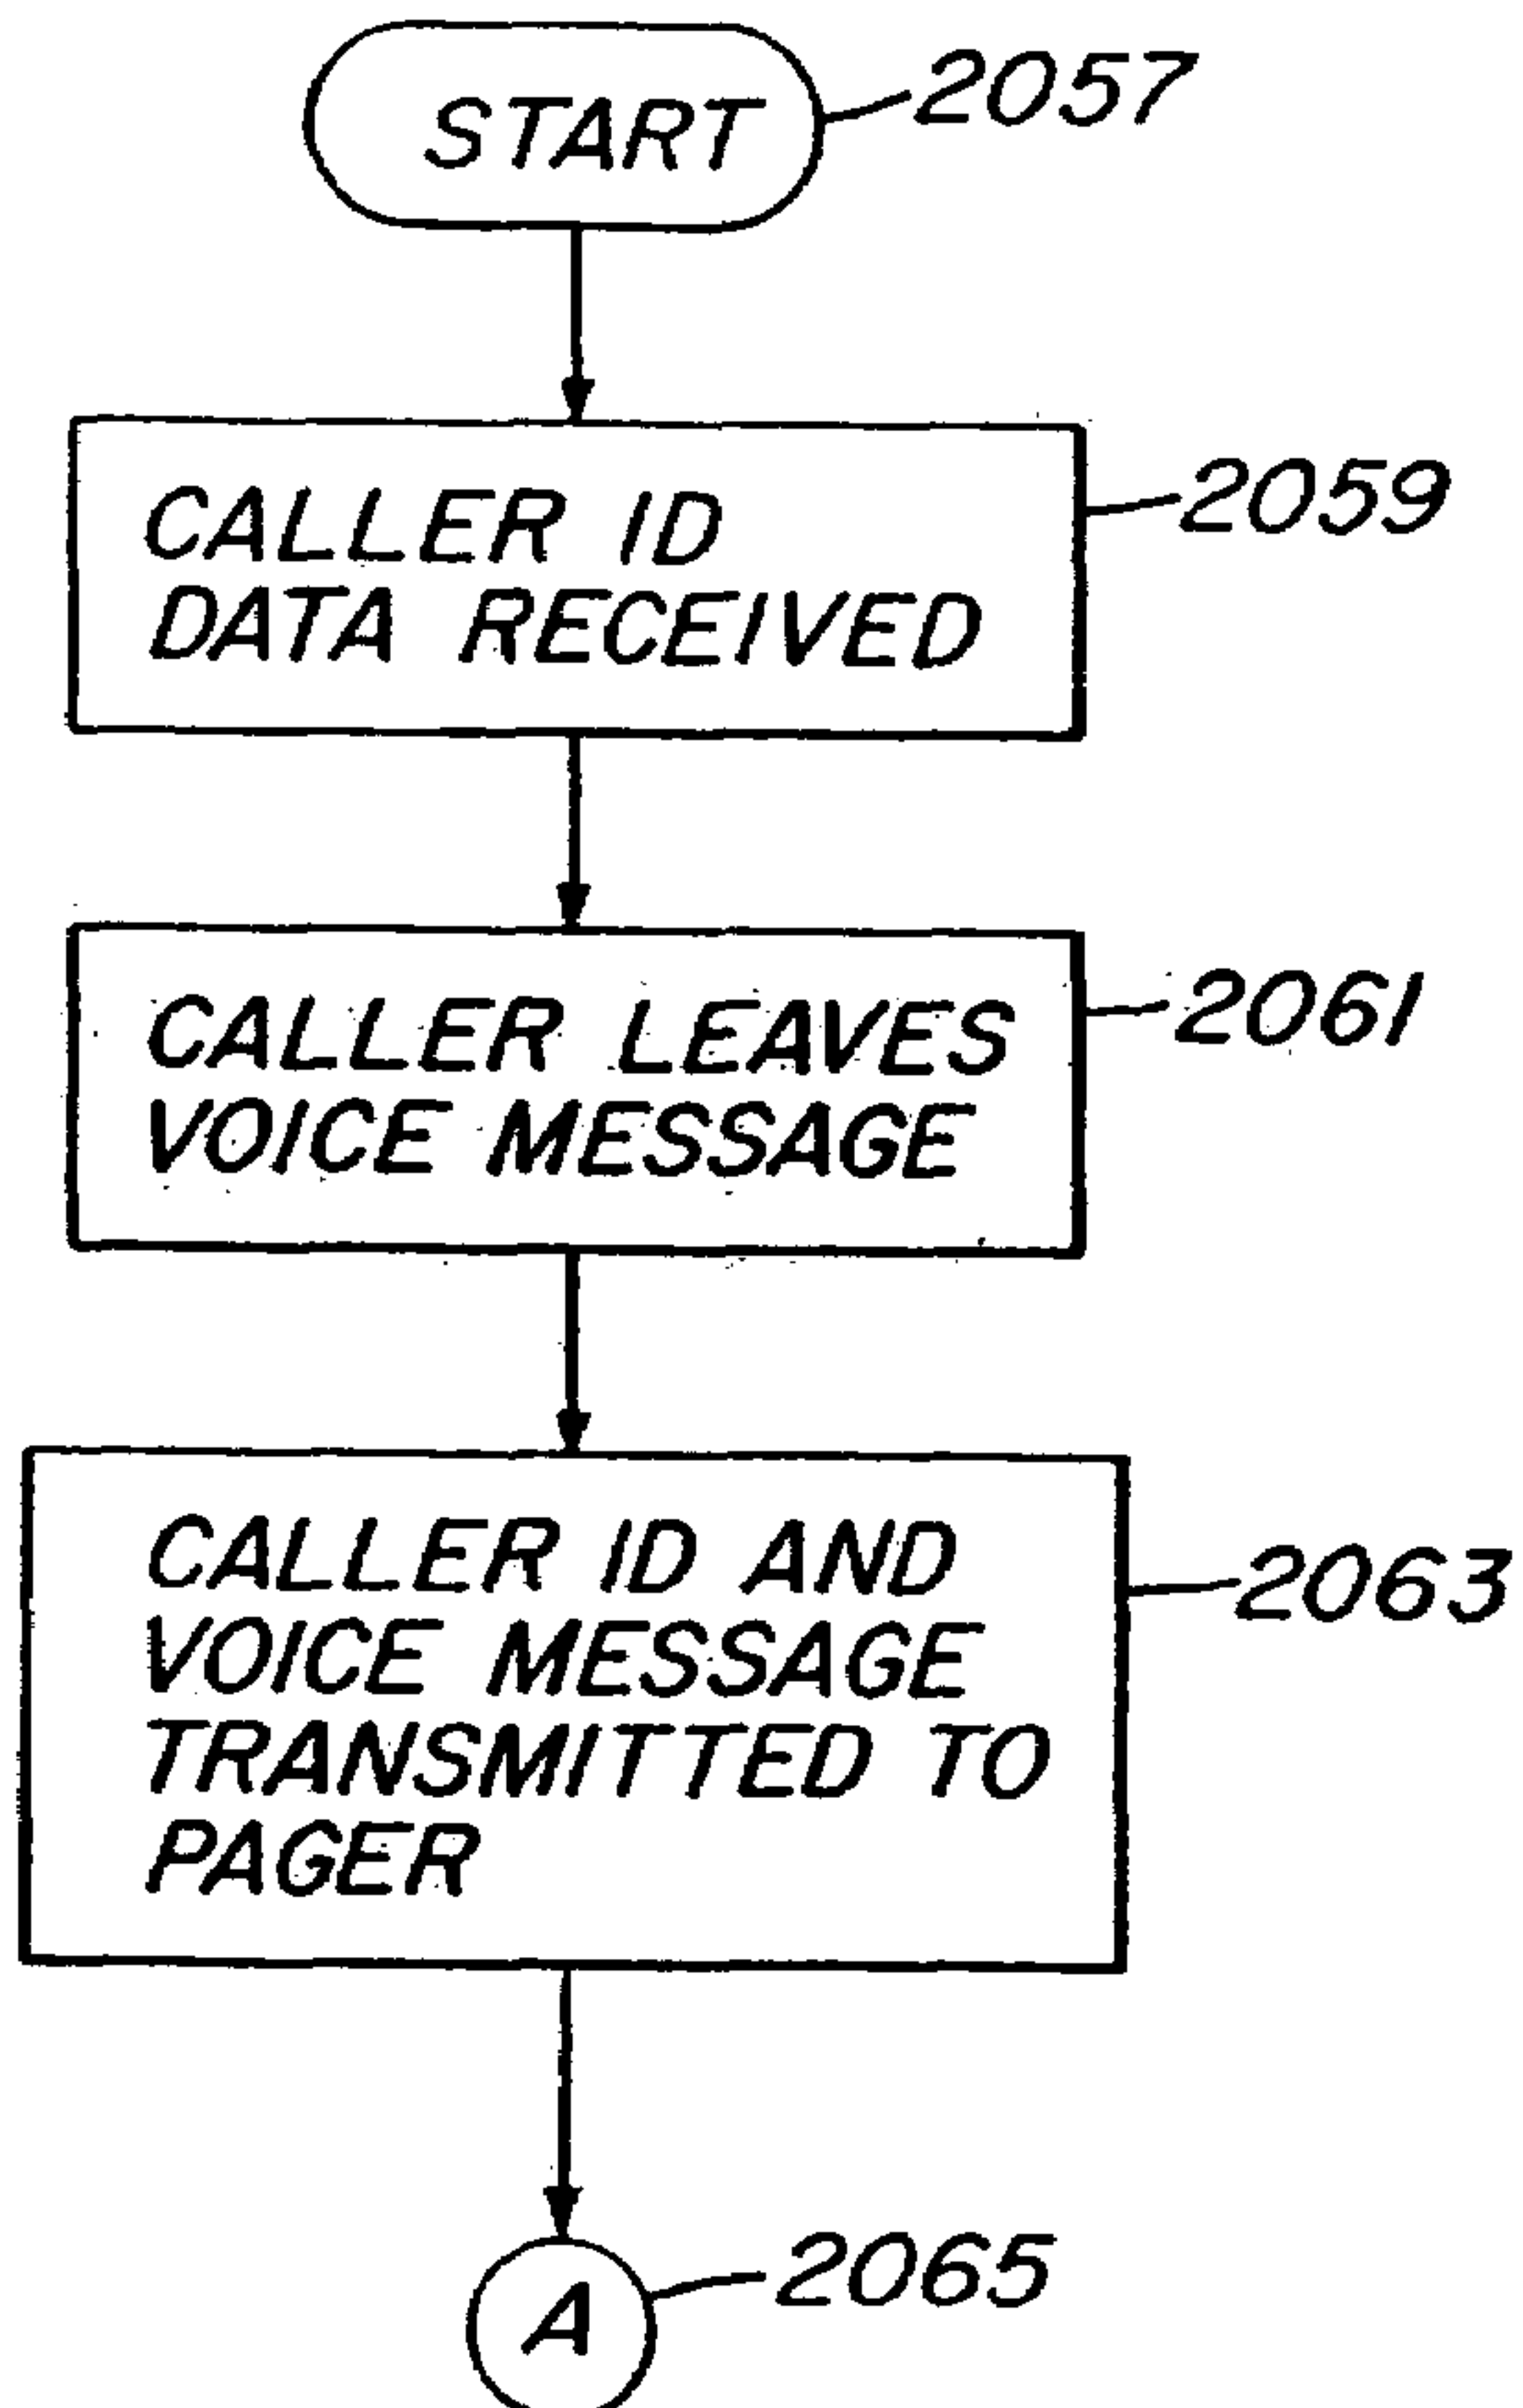 START
2057
CALLER ID
DATA RECEIVED
2059
CALLER LEAVES
VOICE MESSAGE
2061
CALLER ID AND
VOICE MESSAGE
TRANSMITTED TO
PAGER
2063
A
2065